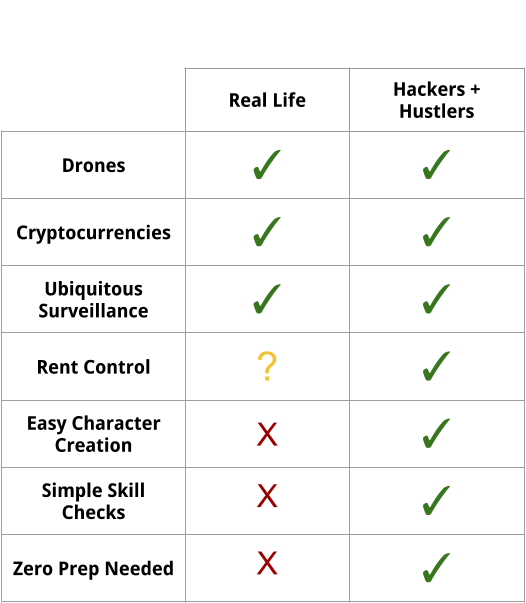 Real Life
Hackers +
Hustlers
Drones
✓ ✓
Cryptocurrencies
✓ ✓
Ubiquitous
Surveillance
✓ ✓
Rent Control
? ✓
Easy Character
Creation
X ✓
Simple Skill
Checks
X ✓
Zero Prep Needed
X ✓